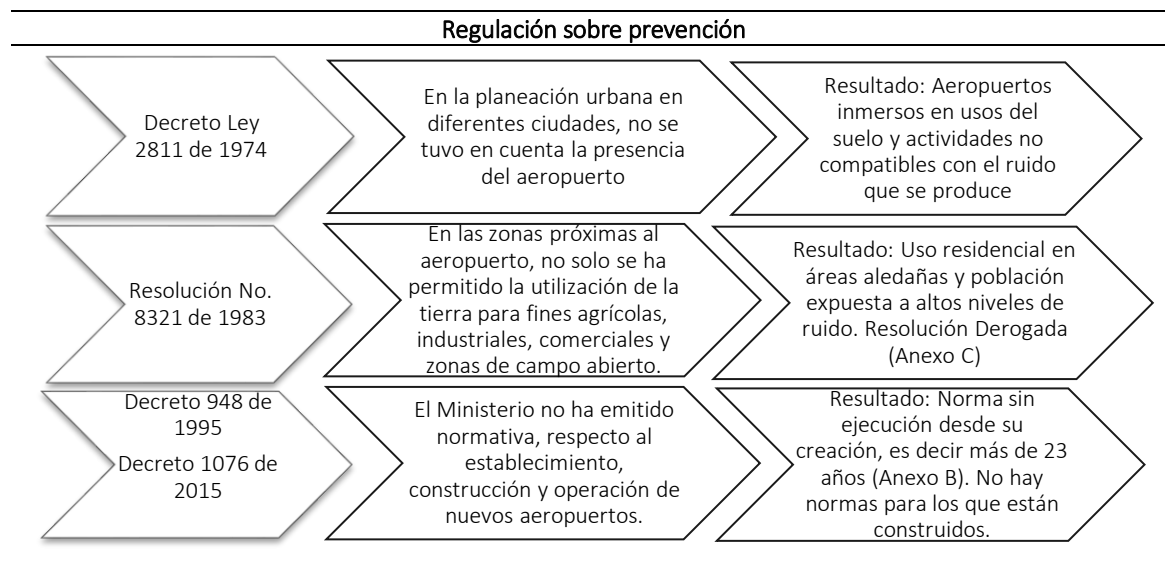 Regulación sobre prevención
Decreto Ley
2811 de 1974
En la planeación urbana en
diferentes ciudades, no se
tuvo en cuenta la presencia
del aeropuerto
Resultado: Aeropuertos
inmersos en usos del
suelo y actividades no
compatibles con el ruido
que se produce
Resolución No.
8321 de 1983
En las zonas próximas al
aeropuerto, no solo se ha
permitido la utilización de la
tierra para fines agrícolas,
industriales, comerciales y
zonas de campo abierto.
Resultado: Uso residencial en
áreas aledañas y población
expuesta a altos niveles de
ruido. Resolución Derogada
(Anexo C)
Decreto 948 de
1995
Decreto 1076 de
2015
El Ministerio no ha emitido
normativa, respecto al
establecimiento,
construcción y operación de
nuevos aeropuertos.
Resultado: Norma sin
ejecución desde su
creación, es decir más de 23
años (Anexo B). No hay
normas para los que están
construidos.